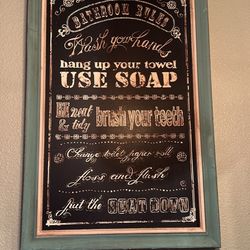 BATHROOM RULES
Wash your hands
hang up your towel
USE SOAP
BE neat & tidy brush your teeth
Change toilet paper roll
floss and flush
put the SEAT DOWN